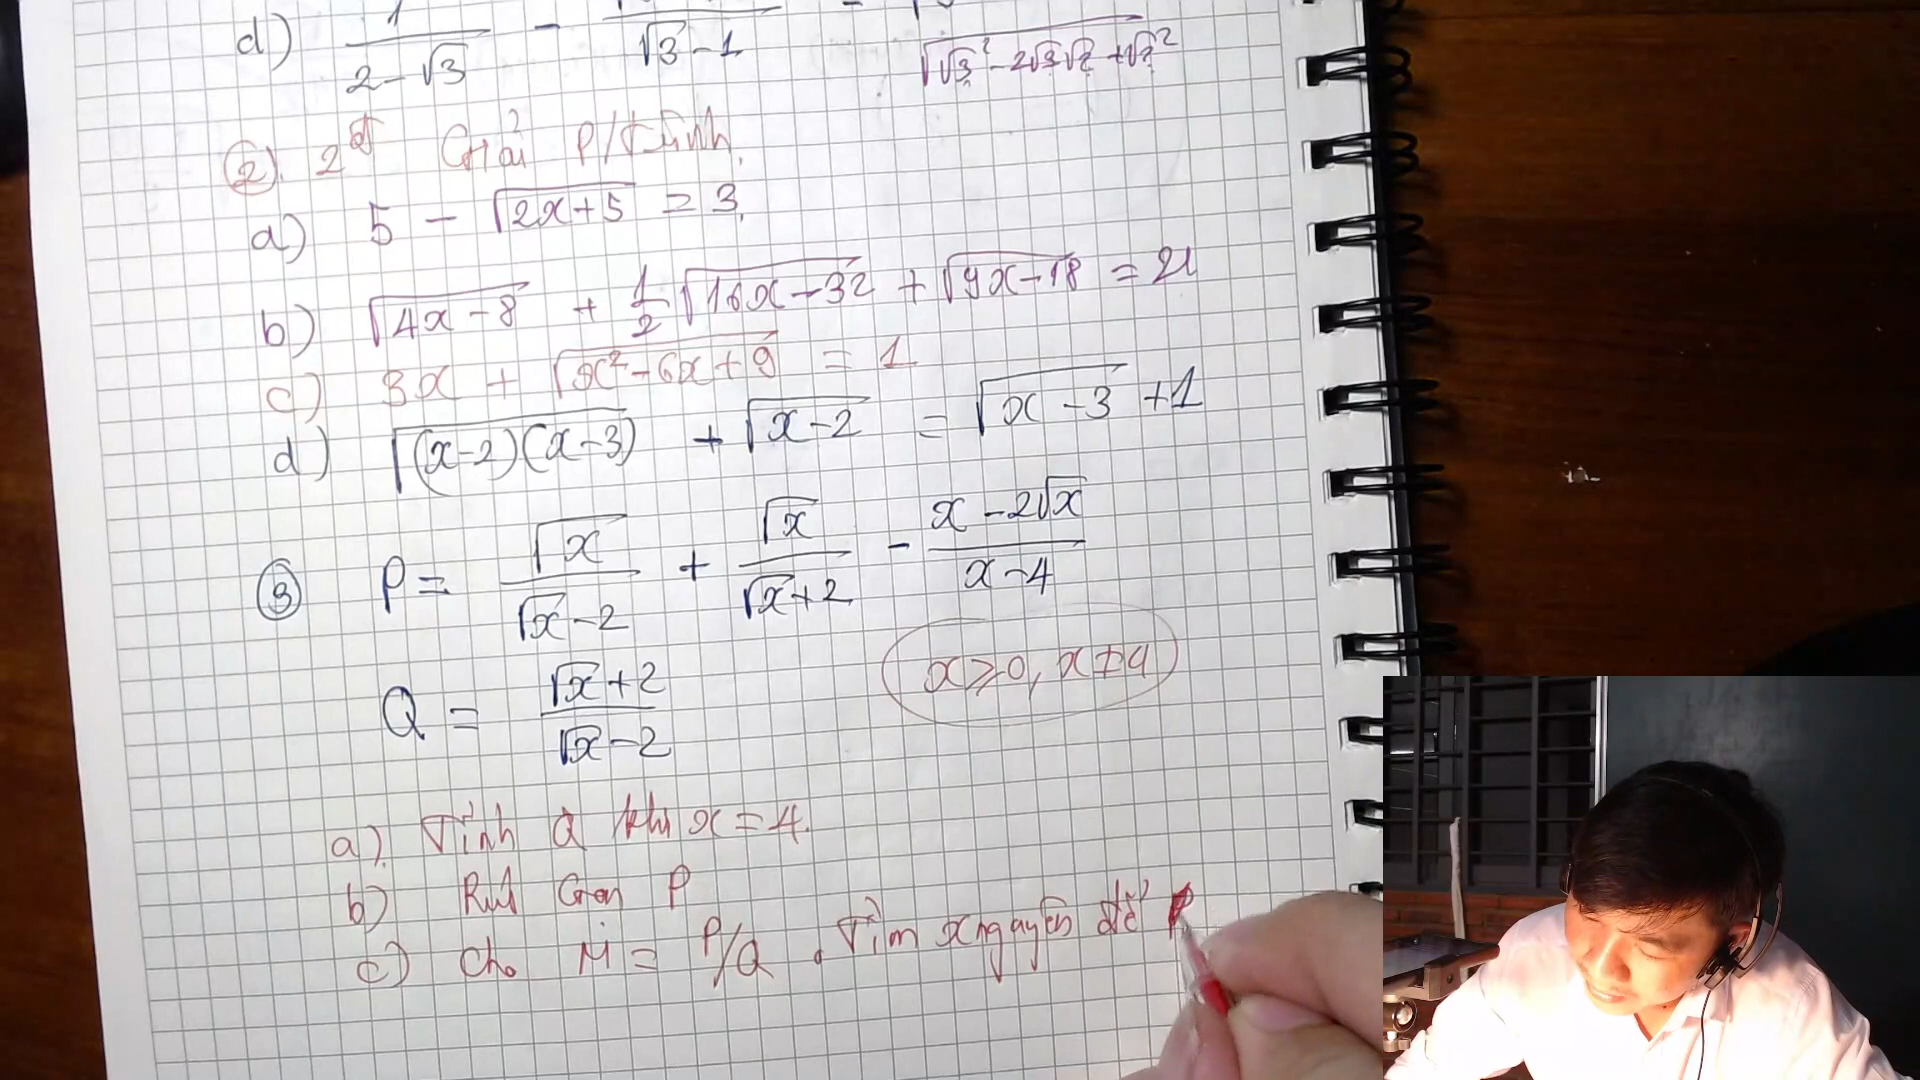 d) 1/(2-√3) - /(√3-1) - √(√3²-2√3√2+√2²)
②. 2đ Giải P/trình.
a) 5 - √(2x+5) = 3.
b) √(4x-8) + 1/2 √(16x-32) + √(9x-18) = 21
c) 3x + √(9x²-6x+9) = 1
d) √((x-2)(x-3)) + √(x-2) = √(x-3) + 1
③ P = √x/(√x-2) + √x/(√x+2) - (x-2√x)/(x-4)
Q = (√x+2)/(√x-2) x⩾0, x≠4
a). Tính Q khi x=4.
b) Rút Gọn P
c) Cho M = P/Q. Tìm x nguyên để